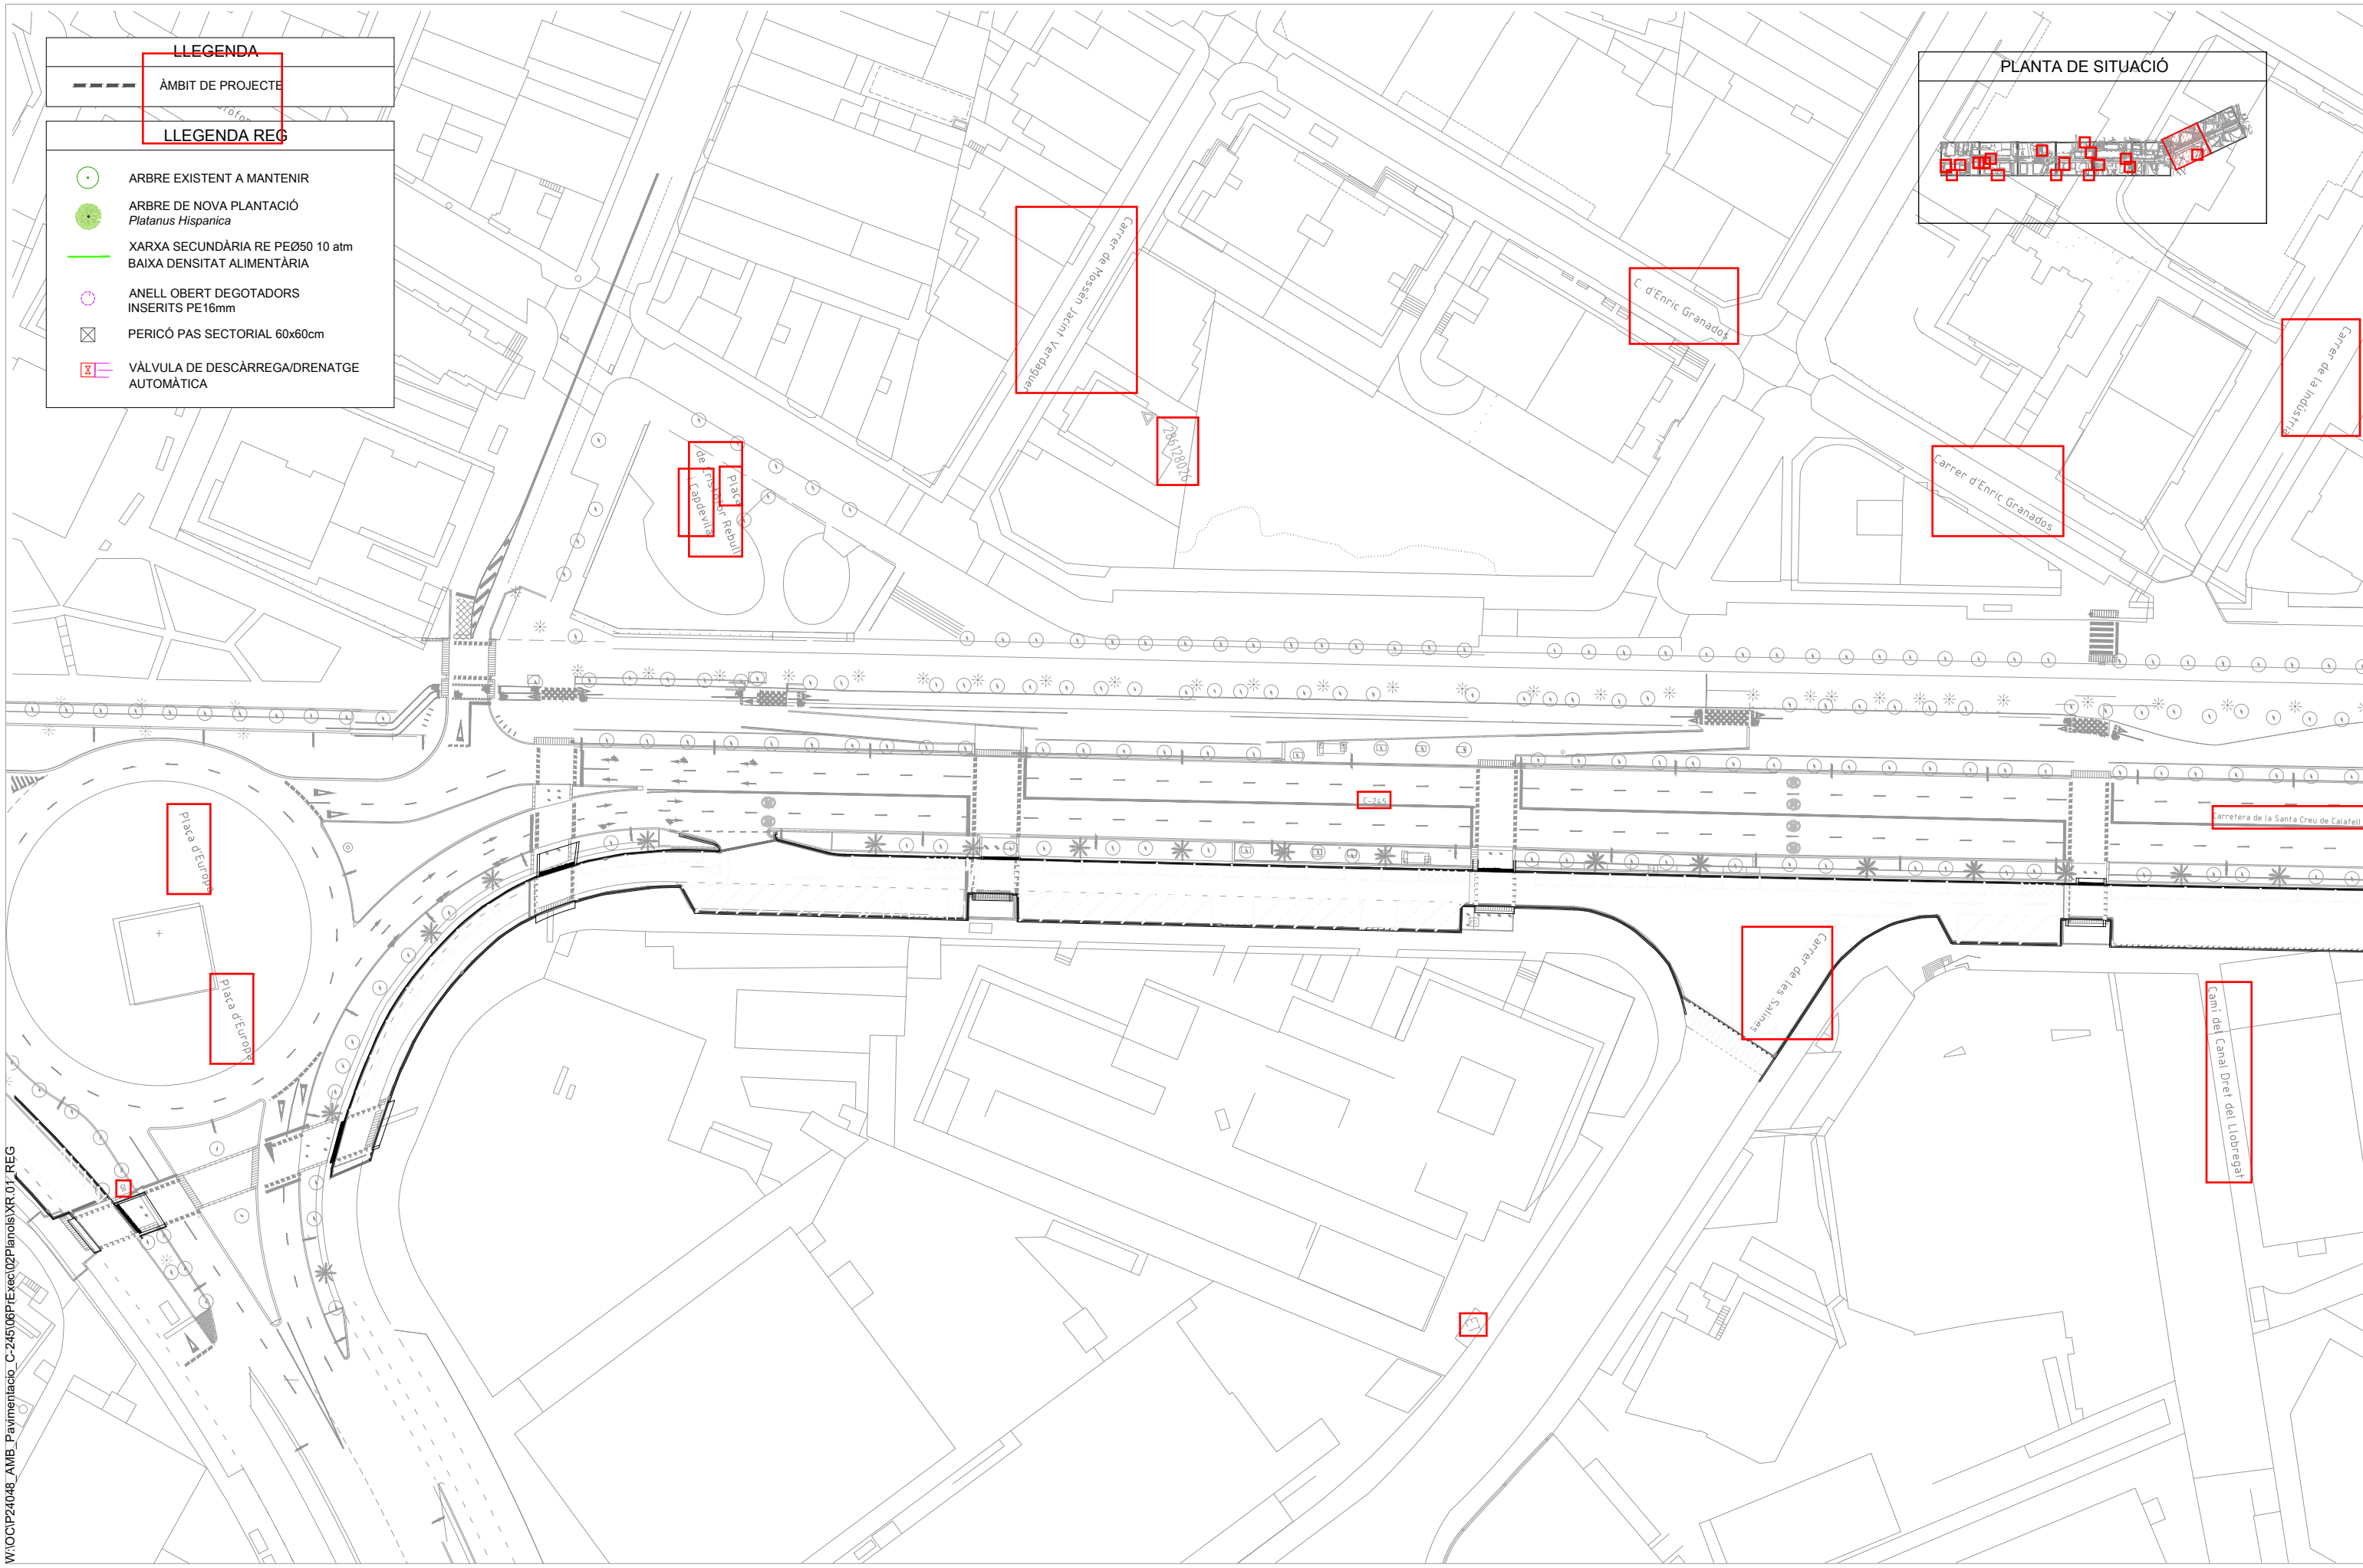 LLEGENDA
ÀMBIT DE PROJECTE
LLEGENDA REG
ARBRE EXISTENT A MANTENIR
ARBRE DE NOVA PLANTACIÓ
Platanus Hispanica
XARXA SECUNDÀRIA RE PEØ50 10 atm
BAIXA DENSITAT ALIMENTÀRIA
ANELL OBERT DEGOTADORS
INSERITS PE16mm
PERICÓ PAS SECTORIAL 60x60cm
VÀLVULA DE DESCÀRREGA/DRENATGE
AUTOMÀTICA
PLANTA DE SITUACIÓ
Carrer de Mossèn Jacint Verdaguer
C. d'Enric Granados
Carrer de la Indústria
Carrer d'Enric Granados
Plaça
de Cristòfor Rebull
i Capdevila
286128026
C-245
Carretera de la Santa Creu de Calafell
Plaça d'Europa
Plaça d'Europa
Carrer de les Salines
Camí del Canal Dret del Llobregat
W:\OC\P24048_AMB_Pavimentacio_C-245\06PrExec\02Planols\XR.01_REG